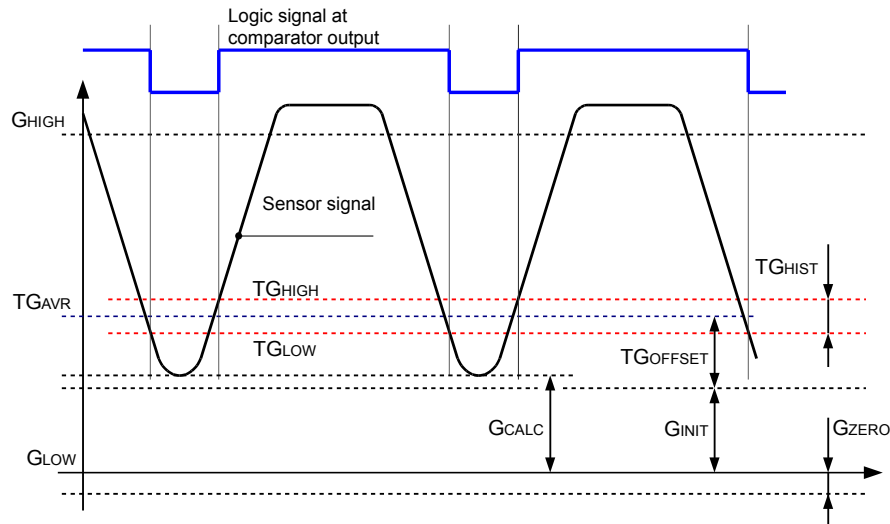 Logic signal at
comparator output
GHIGH
Sensor signal
TGHIST
TGHIGH
TGAVR
TGLOW
TGOFFSET
GCALC
GINIT
GZERO
GLOW